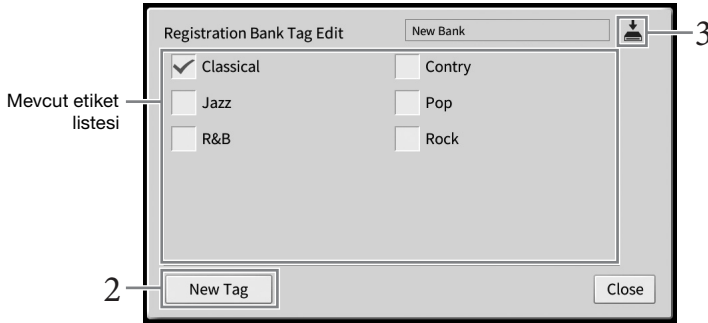 Registration Bank Tag Edit
New Bank
3
Classical
Contry
Mevcut etiket
listesi
Jazz
Pop
R&B
Rock
2
New Tag
Close